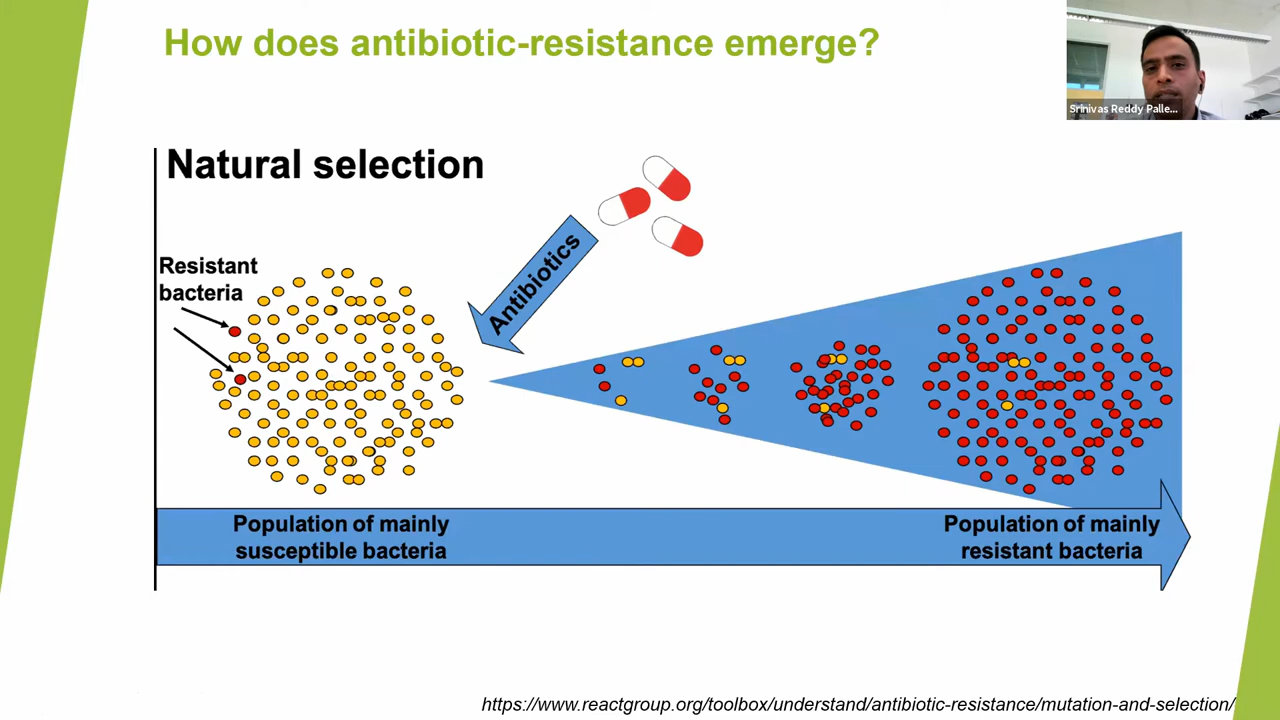 How does antibiotic-resistance emerge?
Srinivas Reddy Palle...
Natural selection
Antibiotics
Resistant
bacteria
Population of mainly
susceptible bacteria
Population of mainly
resistant bacteria
https://www.reactgroup.org/toolbox/understand/antibiotic-resistance/mutation-and-selection/